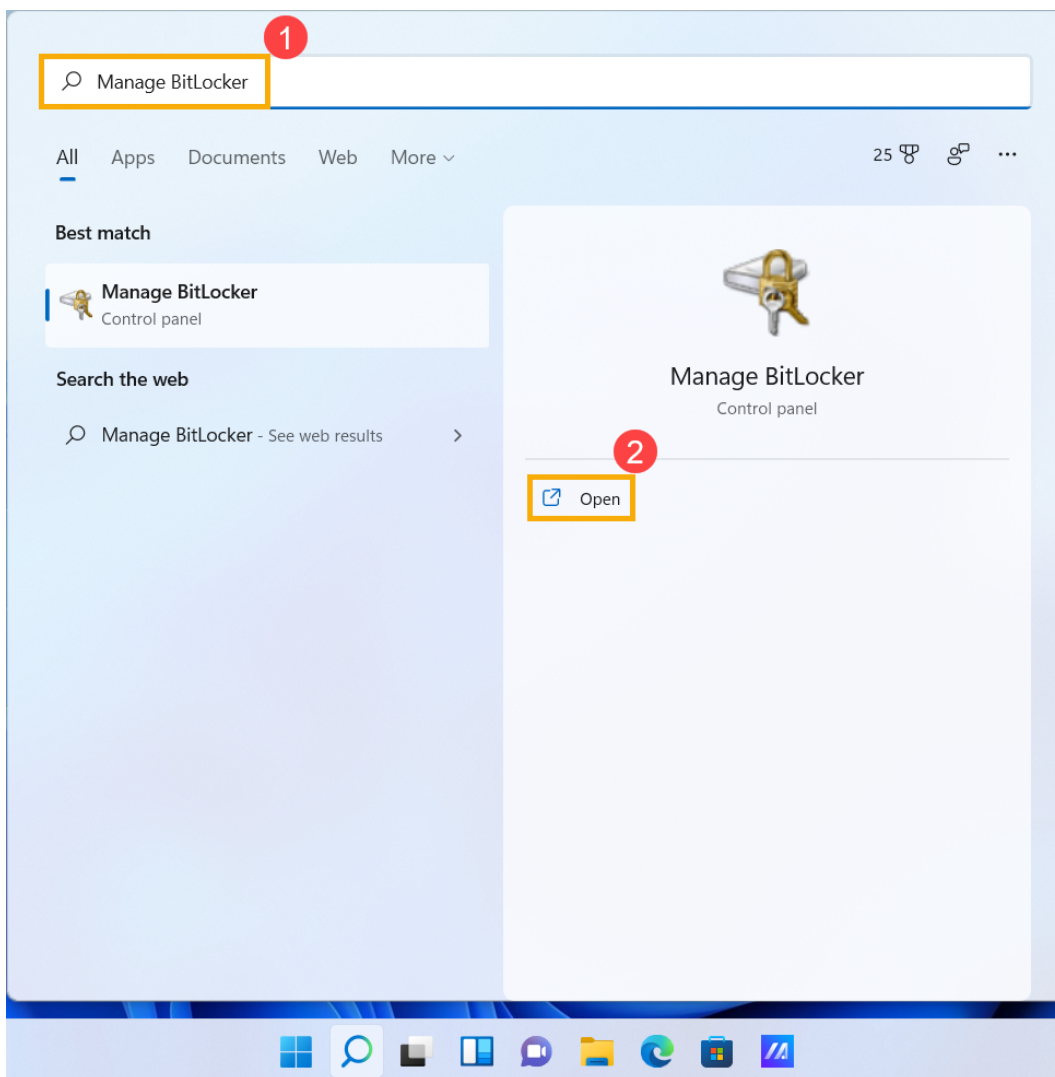 1
Manage BitLocker
All Apps Documents Web More
25
Best match
Manage BitLocker
Control panel
Search the web
Manage BitLocker - See web results
Manage BitLocker
Control panel
2
Open